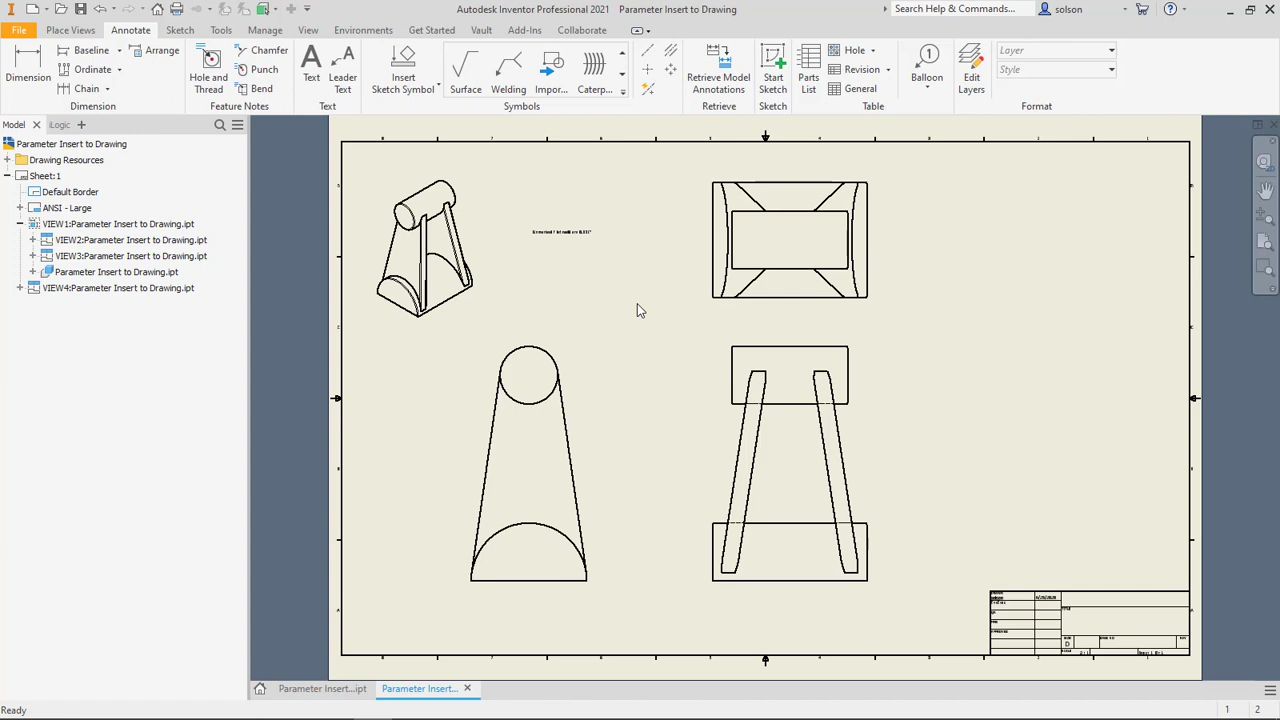 Autodesk Inventor Professional 2021 Parameter Insert to Drawing
Search Help & Commands...
solson
File Place Views Annotate Sketch Tools Manage View Environments Get Started Vault Add-Ins Collaborate
Dimension
Baseline
Ordinate
Chain
Arrange
Dimension
Hole and
Thread
Chamfer
Punch
Bend
Feature Notes
Text
Leader
Text
Text
Insert
Sketch Symbol
Surface
Welding
Impor...
Caterp...
Symbols
Retrieve Model
Annotations
Retrieve
Start
Sketch
Sketch
Parts
List
Hole
Revision
General
Table
1
Balloon
Edit
Layers
Layer
Style
Format
Model
iLogic
Parameter Insert to Drawing
Drawing Resources
Sheet:1
Default Border
ANSI - Large
VIEW1:Parameter Insert to Drawing.ipt
VIEW2:Parameter Insert to Drawing.ipt
VIEW3:Parameter Insert to Drawing.ipt
Parameter Insert to Drawing.ipt
VIEW4:Parameter Insert to Drawing.ipt
D
Parameter Insert...ipt
Parameter Insert...
Ready
1 2